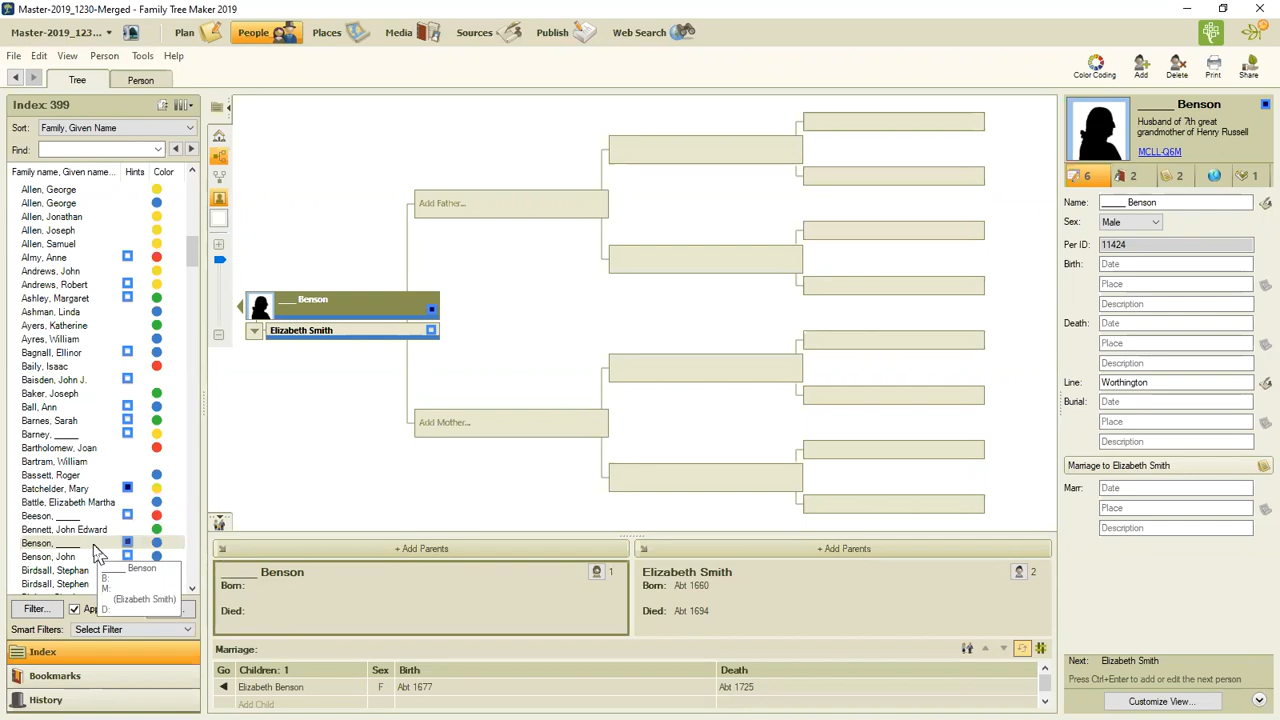 Master-2019_1230-Merged - Family Tree Maker 2019
Master-2019_123...
Plan
People
Places
Media
Sources
Publish
Web Search
File Edit View Person Tools Help
Tree
Person
Color Coding
Add
Delete
Print
Share
Index: 399
Sort: Family, Given Name
Find:
Family name, Given name... Hints Color
Allen, George
Allen, George
Allen, Jonathan
Allen, Joseph
Allen, Samuel
Almy, Anne
Andrews, John
Andrews, Robert
Ashley, Margaret
Ashman, Linda
Ayers, Katherine
Ayres, William
Bagnall, Ellinor
Baily, Isaac
Baisden, John J.
Baker, Joseph
Ball, Ann
Barnes, Sarah
Barney, _____
Bartholomew, Joan
Bartram, William
Bassett, Roger
Batchelder, Mary
Battle, Elizabeth Martha
Beeson, _____
Bennett, John Edward
Benson, _____
Benson, John
Birdsall, Stephan
Birdsall, Stephen
_____ Benson
B:
M:
(Elizabeth Smith)
D:
Filter...
App
Smart Filters: Select Filter
Index
Bookmarks
History
Add Father...
____ Benson
Elizabeth Smith
Add Mother...
+ Add Parents
+ Add Parents
_____ Benson 1
Born:
Died:
Elizabeth Smith 2
Born: Abt 1660
Died: Abt 1694
Marriage:
Go Children: 1 Sex Birth Death
Elizabeth Benson F Abt 1677 Abt 1725
Add Child
_____ Benson
Husband of 7th great
grandmother of Henry Russell
MCLL-Q6M
6 2 2 1
Name: _____ Benson
Sex: Male
Per ID: 11424
Birth: Date
Place
Description
Death: Date
Place
Description
Line: Worthington
Burial: Date
Place
Description
Marriage to Elizabeth Smith
Marr: Date
Place
Description
Next: Elizabeth Smith
Press Ctrl+Enter to add or edit the next person
Customize View...